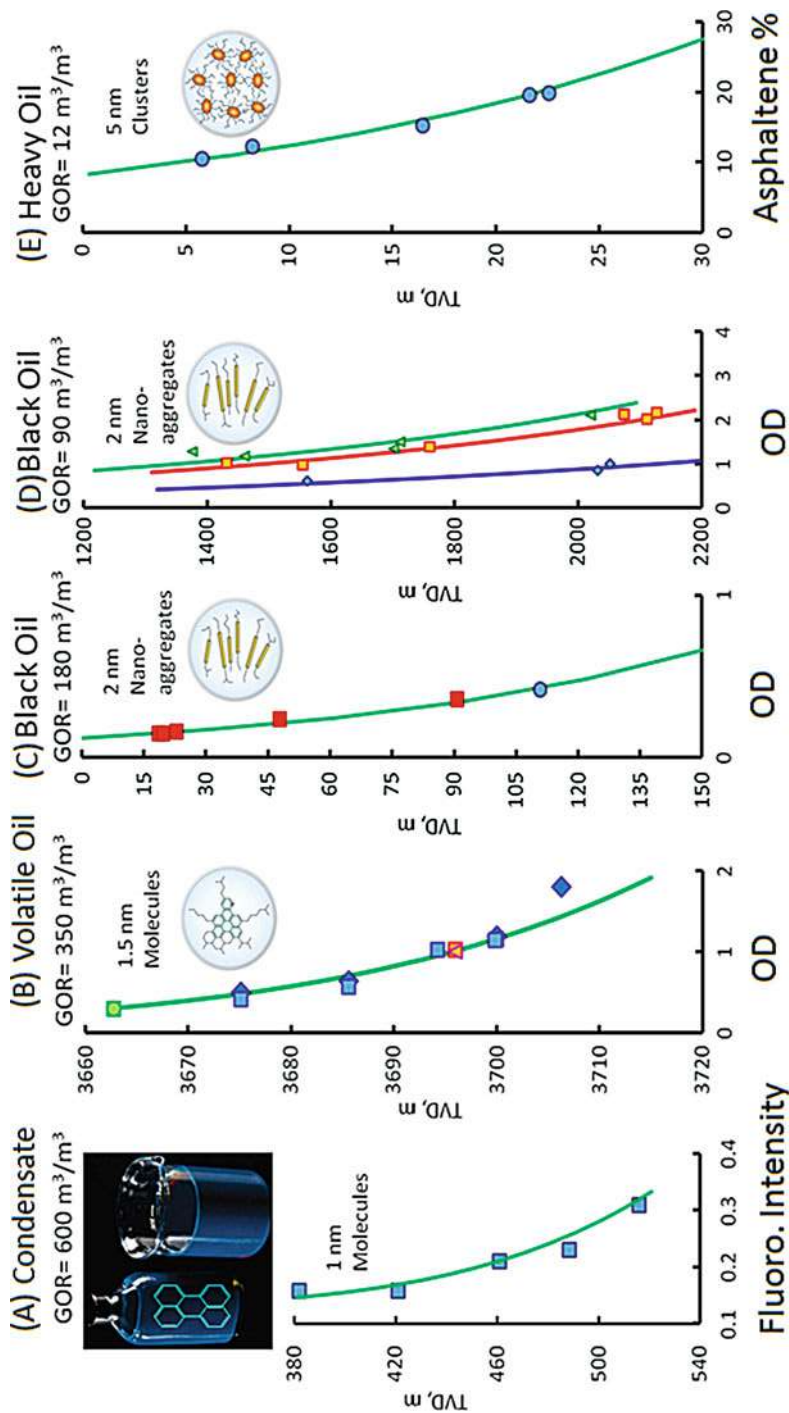 (A) Condensate
GOR= 600 m³/m³
1 nm
Molecules
380
420
460
500
540
TVD, m
0.1
0.2
0.3
0.4
Fluoro. Intensity
(B) Volatile Oil
GOR= 350 m³/m³
1.5 nm
Molecules
3660
3670
3680
3690
3700
3710
3720
TVD, m
0
1
2
OD
(C) Black Oil
GOR= 180 m³/m³
2 nm
Nano-
aggregates
0
15
30
45
60
75
90
105
120
135
150
TVD, m
0
1
OD
(D)Black Oil
GOR= 90 m³/m³
2 nm
Nano-
aggregates
1200
1400
1600
1800
2000
2200
TVD, m
0
1
2
3
4
OD
(E) Heavy Oil
GOR= 12 m³/m³
5 nm
Clusters
0
5
10
15
20
25
30
TVD, m
0
10
20
30
Asphaltene %